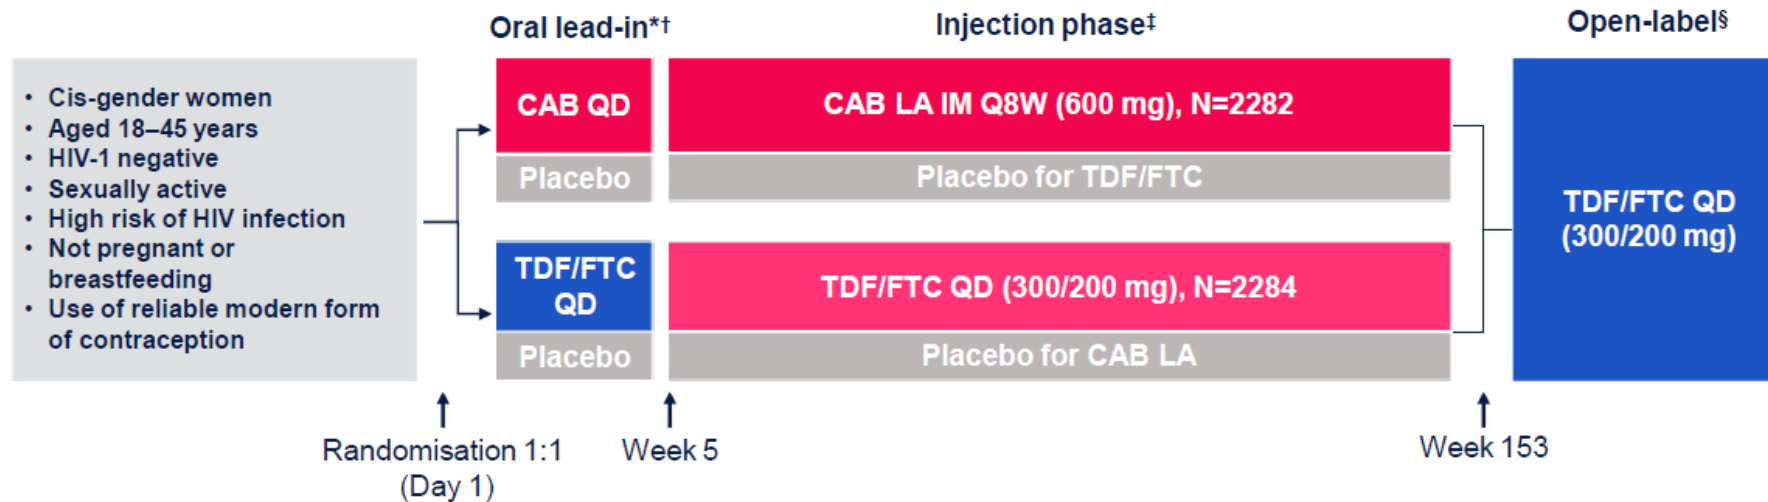 Oral lead-in*†
Injection phase‡
Open-label§
• Cis-gender women
• Aged 18–45 years
• HIV-1 negative
• Sexually active
• High risk of HIV infection
• Not pregnant or
breastfeeding
• Use of reliable modern form
of contraception
CAB QD
Placebo
CAB LA IM Q8W (600 mg), N=2282
Placebo for TDF/FTC
TDF/FTC
QD
Placebo
TDF/FTC QD (300/200 mg), N=2284
Placebo for CAB LA
TDF/FTC QD
(300/200 mg)
Randomisation 1:1
(Day 1)
Week 5
Week 153